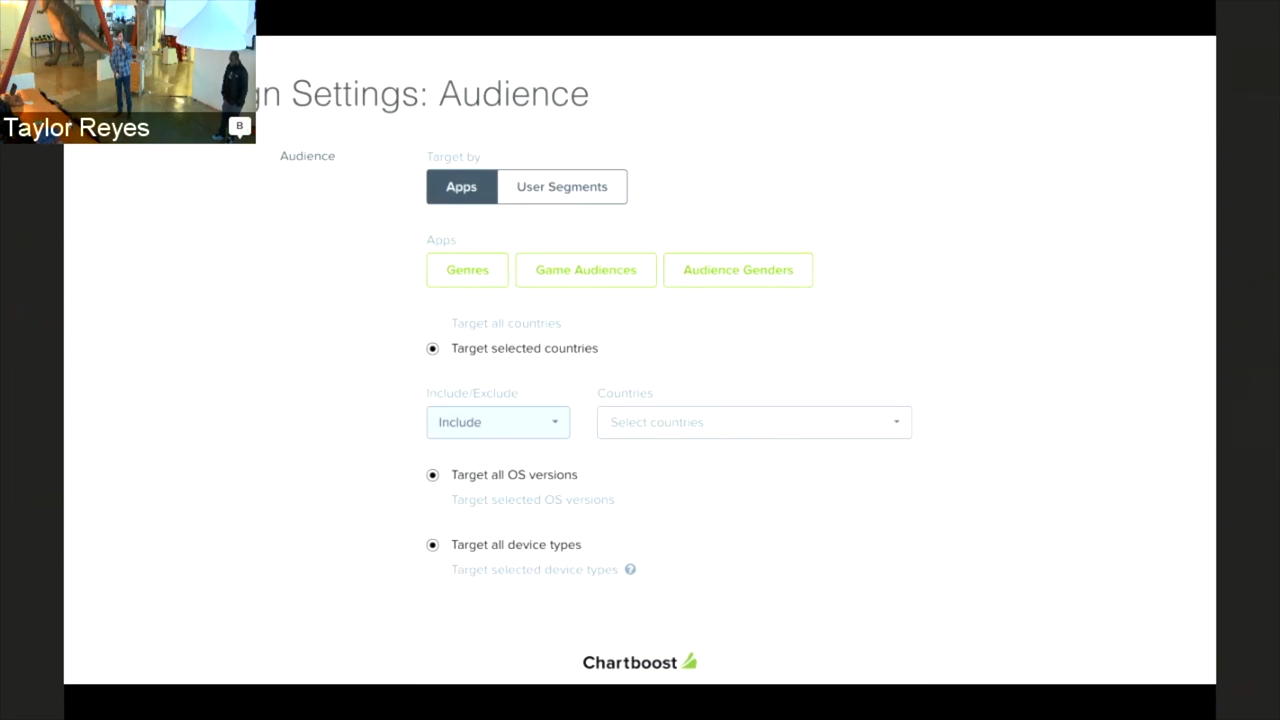 Taylor Reyes
B
gn Settings: Audience
Audience
Target by
Apps
User Segments
Apps
Genres
Game Audiences
Audience Genders
Target all countries
Target selected countries
Include/Exclude
Countries
Include
Select countries
Target all OS versions
Target selected OS versions
Target all device types
Target selected device types ?
Chartboost